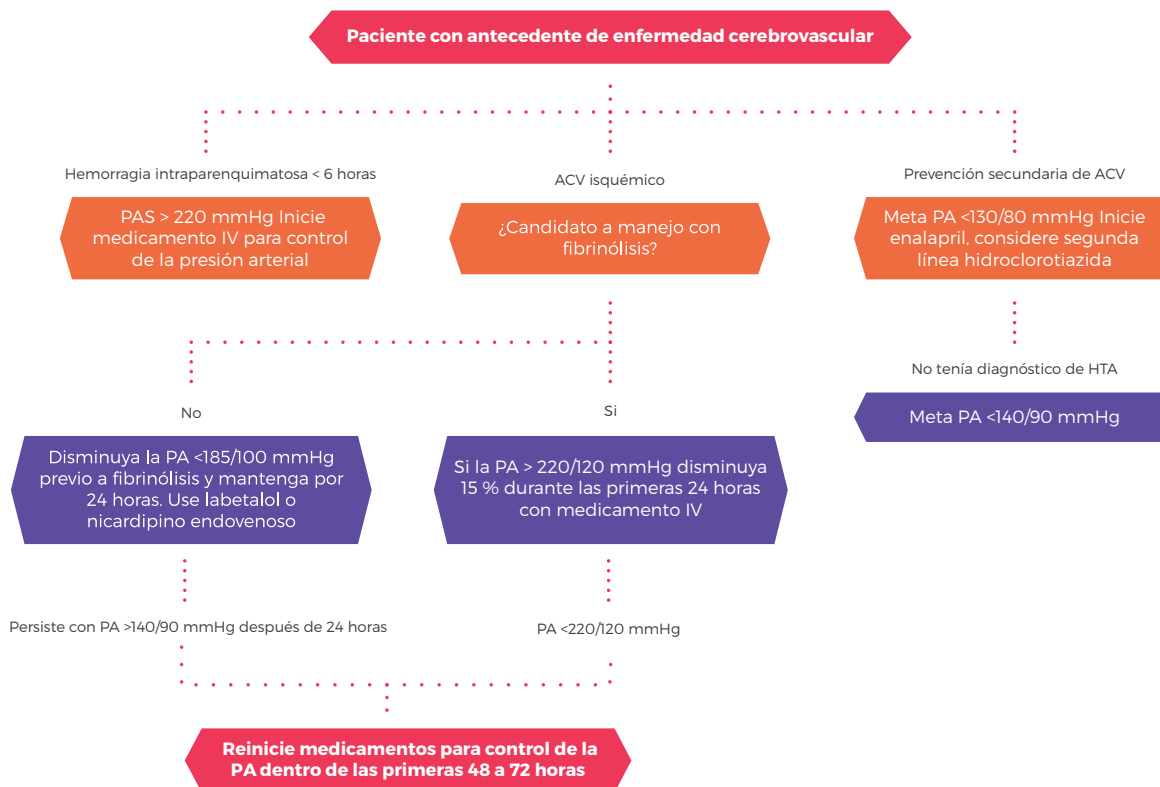 Paciente con antecedente de enfermedad cerebrovascular
Hemorragia intraparenquimatosa < 6 horas
PAS > 220 mmHg Inicie
medicamento IV para control
de la presión arterial
ACV isquémico
¿Candidato a manejo con
fibrinólisis?
Prevención secundaria de ACV
Meta PA <130/80 mmHg Inicie
enalapril, considere segunda
línea hidroclorotiazida
No tenía diagnóstico de HTA
Meta PA <140/90 mmHg
No
Disminuya la PA <185/100 mmHg
previo a fibrinólisis y mantenga por
24 horas. Use labetalol o
nicardipino endovenoso
Si
Si la PA > 220/120 mmHg disminuya
15 % durante las primeras 24 horas
con medicamento IV
Persiste con PA >140/90 mmHg después de 24 horas
PA <220/120 mmHg
Reinicie medicamentos para control de la
PA dentro de las primeras 48 a 72 horas